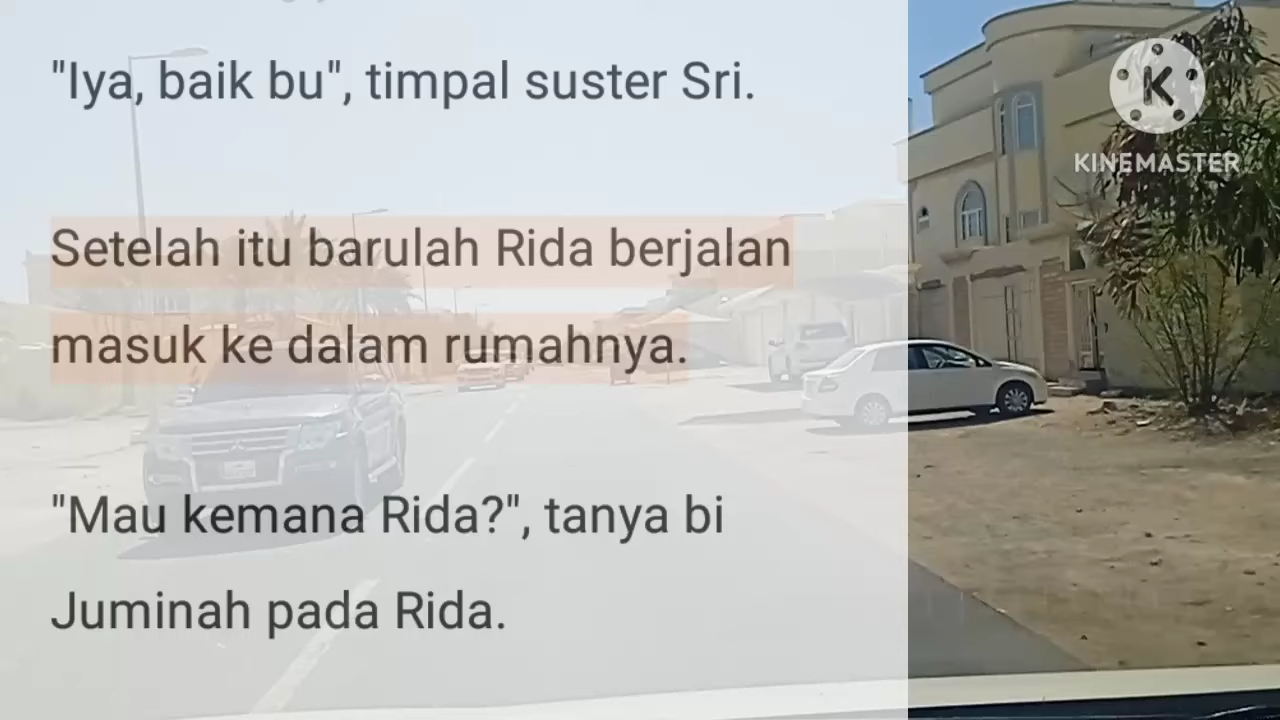 "Iya, baik bu", timpal suster Sri.
Setelah itu barulah Rida berjalan
masuk ke dalam rumahnya.
"Mau kemana Rida?", tanya bi
Juminah pada Rida.
K
KINEMASTER